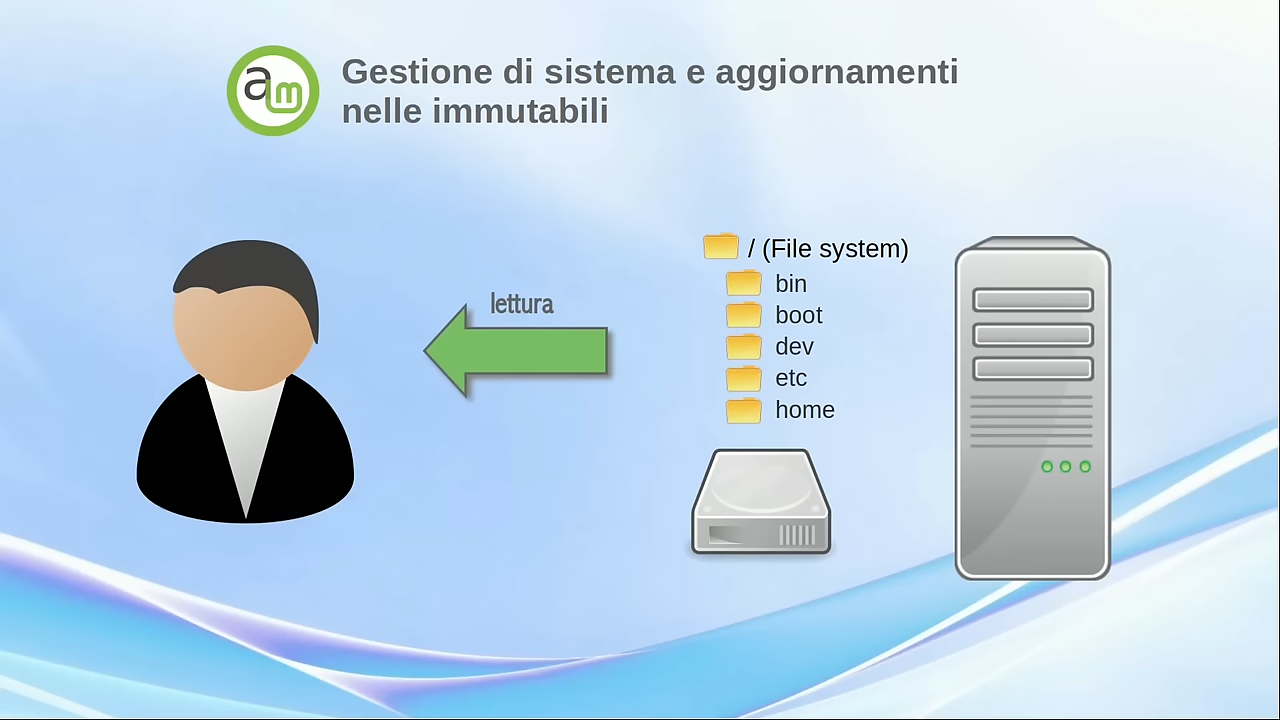 am
Gestione di sistema e aggiornamenti
nelle immutabili
/ (File system)
bin
lettura
boot
dev
etc
home